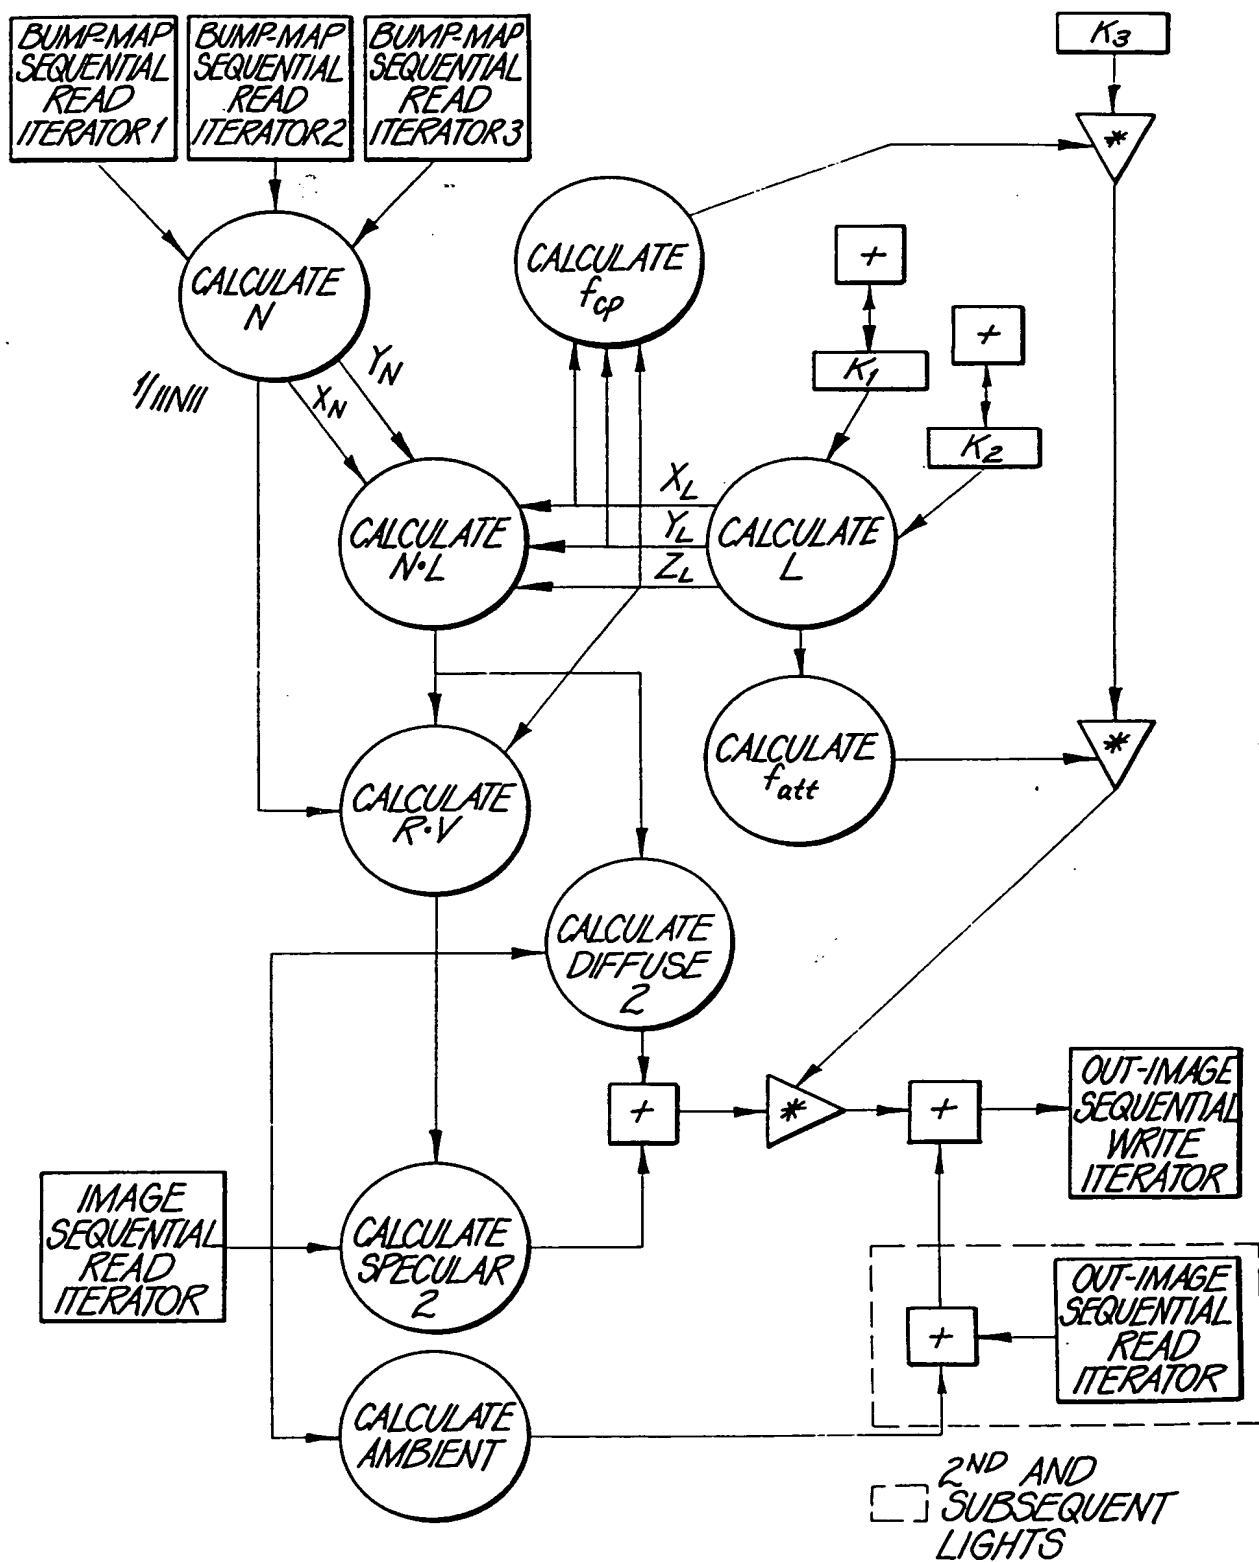 BUMP-MAP
SEQUENTIAL
READ
ITERATOR 1
BUMP-MAP
SEQUENTIAL
READ
ITERATOR 2
BUMP-MAP
SEQUENTIAL
READ
ITERATOR 3
K3
*
CALCULATE
N
CALCULATE
fcp
+
+
K1
K2
1/||N||
XN
YN
CALCULATE
N·L
XL
YL
ZL
CALCULATE
L
CALCULATE
R·V
CALCULATE
fatt
*
CALCULATE
DIFFUSE
2
+
*
+
OUT-IMAGE
SEQUENTIAL
WRITE
ITERATOR
IMAGE
SEQUENTIAL
READ
ITERATOR
CALCULATE
SPECULAR
2
+
OUT-IMAGE
SEQUENTIAL
READ
ITERATOR
CALCULATE
AMBIENT
2ND AND
SUBSEQUENT
LIGHTS